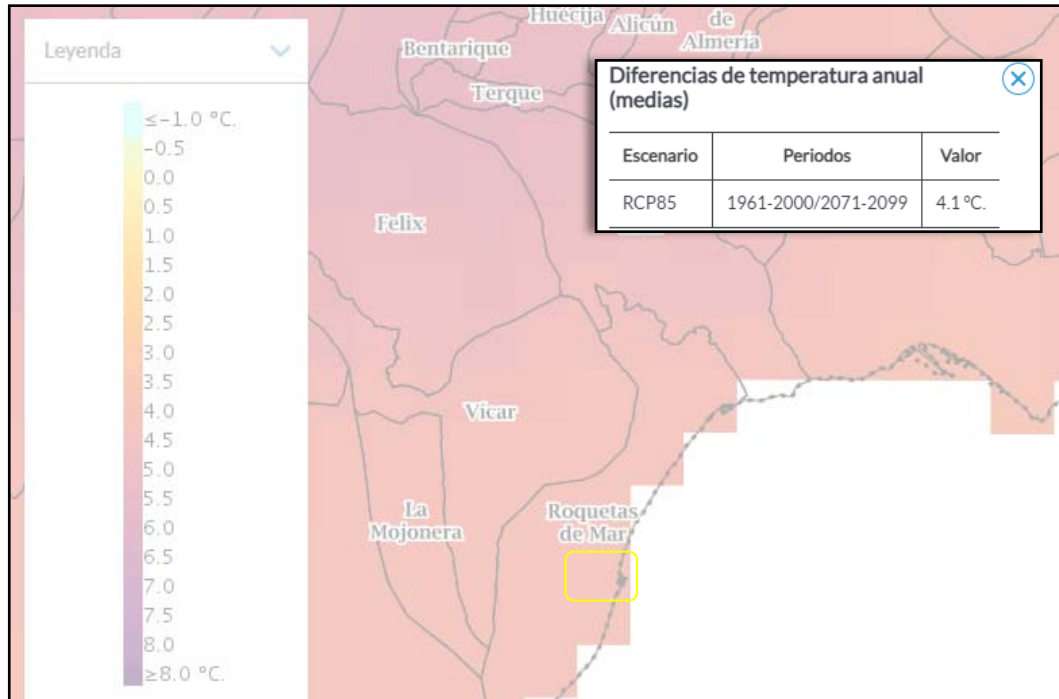 Leyenda
≤-1.0 °C.
-0.5
0.0
0.5
1.0
1.5
2.0
2.5
3.0
3.5
4.0
4.5
5.0
5.5
6.0
6.5
7.0
7.5
8.0
≥8.0 °C.
Huécija
Alicún
de
Almería
Bentarique
Terque
Felix
Vícar
La
Mojonera
Roquetas
de Mar
Diferencias de temperatura anual
(medias)
Escenario Periodos Valor
RCP85 1961-2000/2071-2099 4.1 °C.